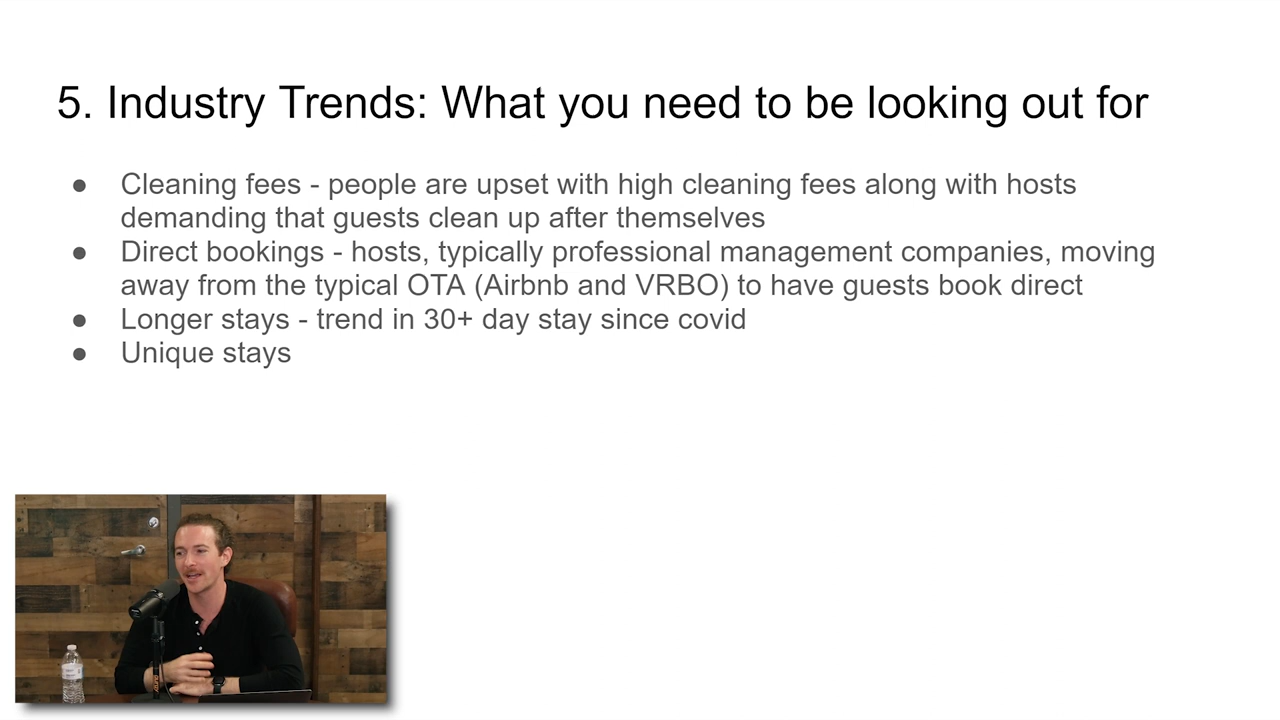 5. Industry Trends: What you need to be looking out for
● Cleaning fees - people are upset with high cleaning fees along with hosts
demanding that guests clean up after themselves
● Direct bookings - hosts, typically professional management companies, moving
away from the typical OTA (Airbnb and VRBO) to have guests book direct
● Longer stays - trend in 30+ day stay since covid
● Unique stays